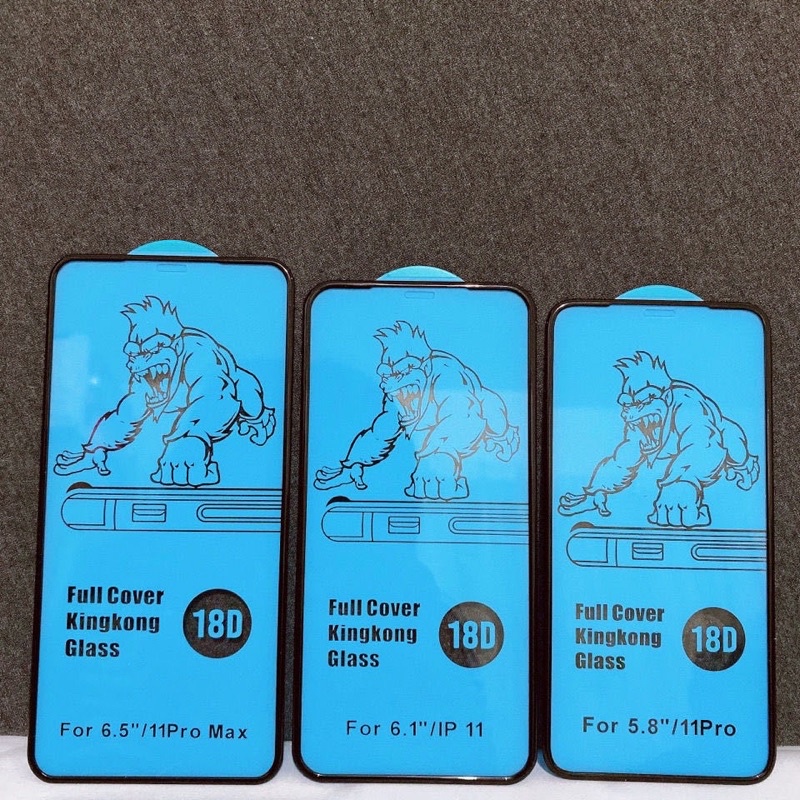 Full Cover
Kingkong
Glass
18D
For 6.5"/11Pro Max
Full Cover
Kingkong
Glass
18D
For 6.1"/IP 11
Full Cover
Kingkong
Glass
18D
For 5.8"/11Pro